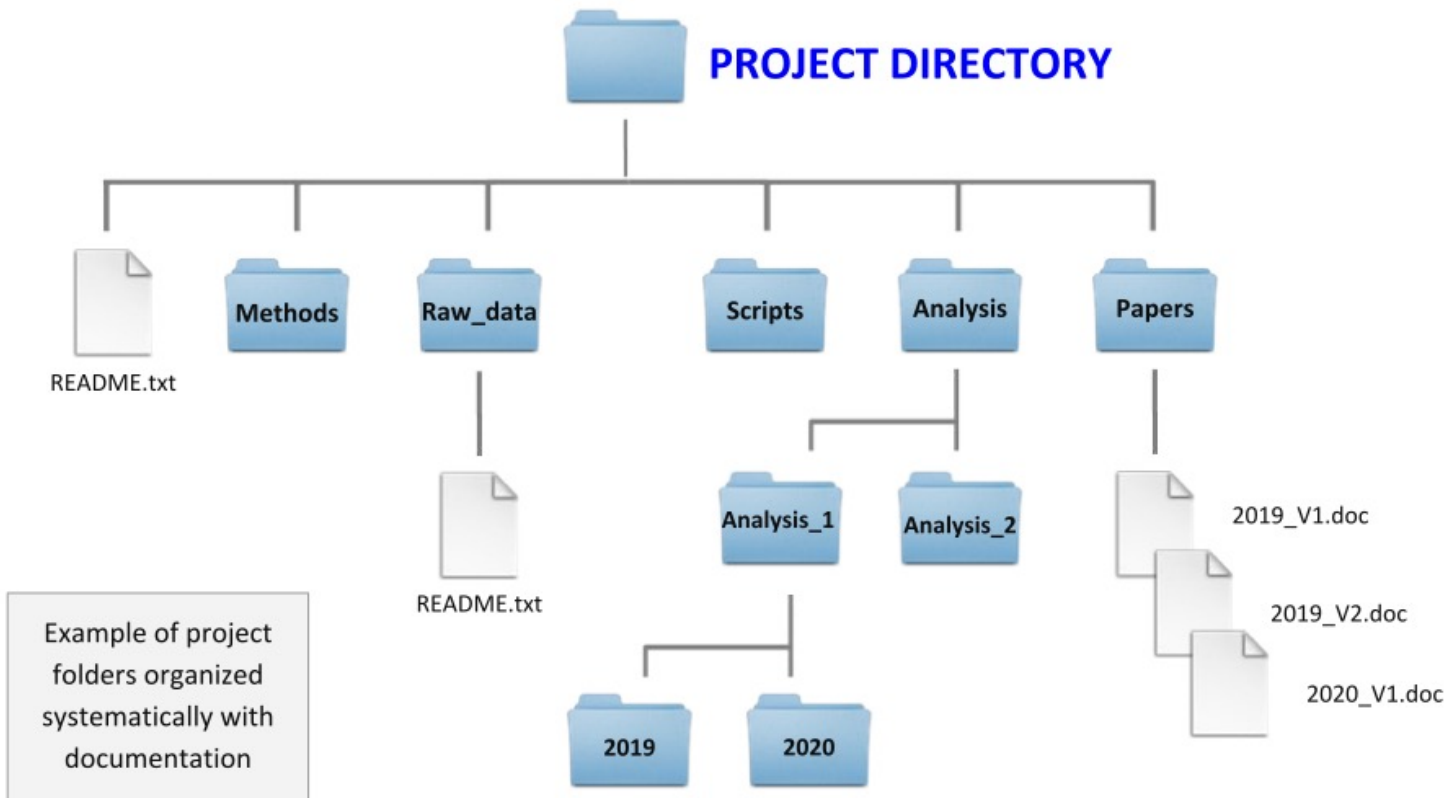 PROJECT DIRECTORY
README.txt
Methods
Raw_data
Scripts
Analysis
Papers
README.txt
Analysis_1
Analysis_2
2019_V1.doc
2019_V2.doc
2020_V1.doc
2019
2020
Example of project
folders organized
systematically with
documentation